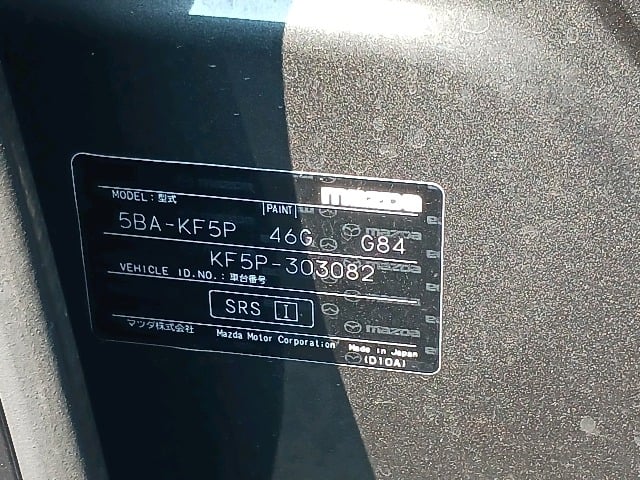 mazda
MODEL：型式 PAINT
5BA-KF5P 46G G84
KF5P-303082
VEHICLE ID.NO.：車台番号
SRS I
マツダ株式会社 Mazda Motor Corporation Made in Japan
(D10A)